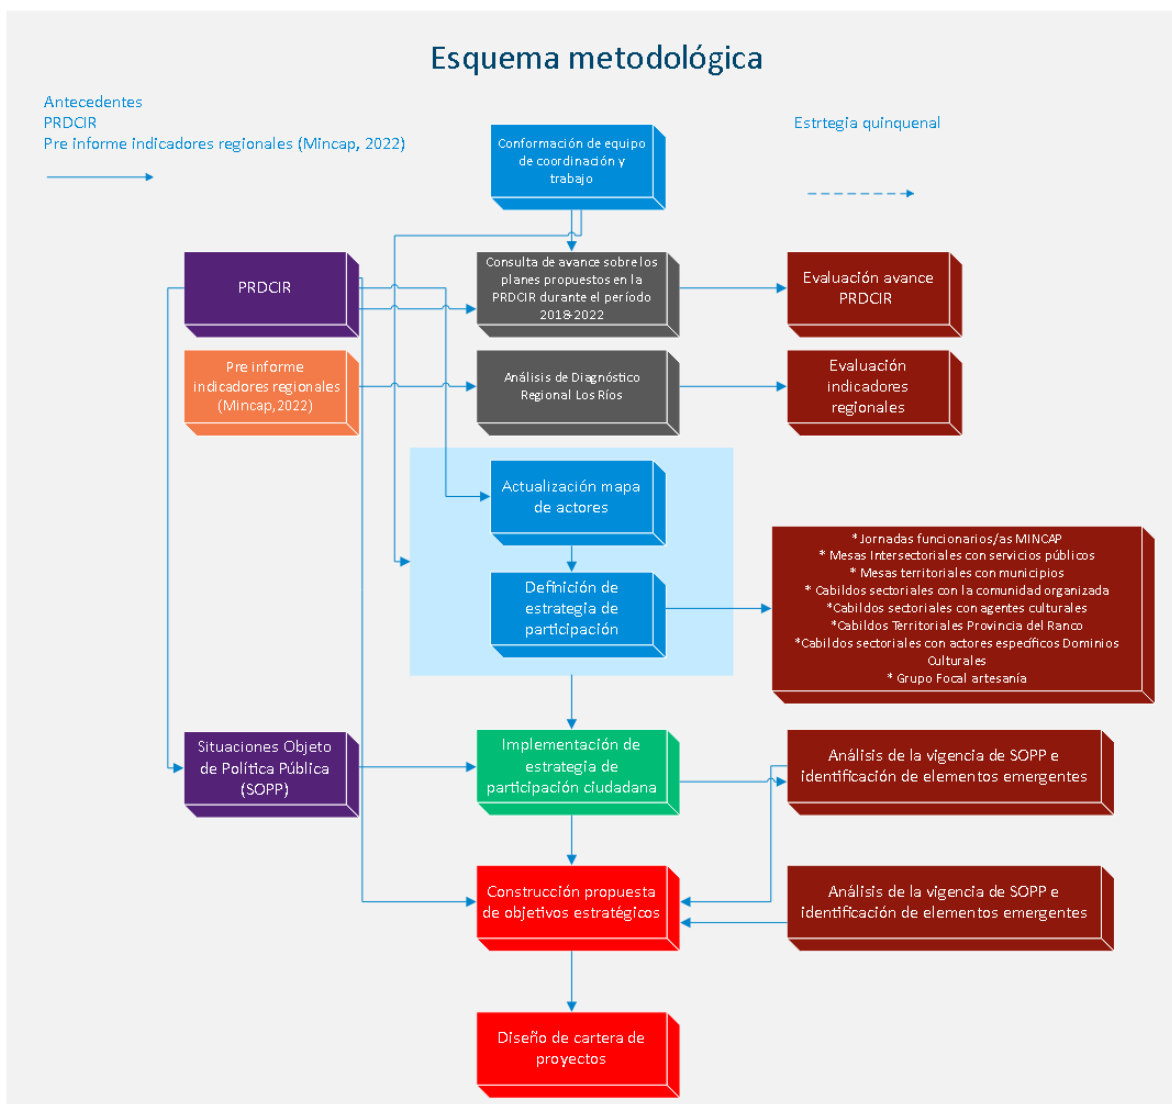 Esquema metodológica
Antecedentes
PRDCIR
Pre informe indicadores regionales (Mincap, 2022)
Estrtegia quinquenal
Conformación de equipo
de coordinación y
trabajo
PRDCIR
Consulta de avance sobre los
planes propuestos en la
PRDCIR durante el período
2018-2022
Evaluación avance
PRDCIR
Pre informe
indicadores regionales
(Mincap,2022)
Análisis de Diagnóstico
Regional Los Ríos
Evaluación
indicadores
regionales
Actualización mapa
de actores
Definición de
estrategia de
participación
* Jornadas funcionarios/as MINCAP
* Mesas Intersectoriales con servicios públicos
* Mesas territoriales con municipios
* Cabildos sectoriales con la comunidad organizada
*Cabildos sectoriales con agentes culturales
*Cabildos Territoriales Provincia del Ranco
*Cabildos sectoriales con actores específicos Dominios
Culturales
* Grupo Focal artesanía
Situaciones Objeto
de Política Pública
(SOPP)
Implementación de
estrategia de
participación ciudadana
Análisis de la vigencia de SOPP e
identificación de elementos emergentes
Construcción propuesta
de objetivos estratégicos
Análisis de la vigencia de SOPP e
identificación de elementos emergentes
Diseño de cartera de
proyectos